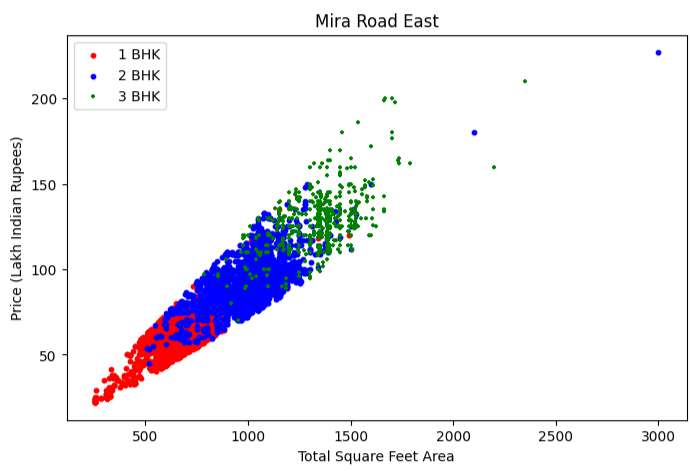 Mira Road East
1 BHK
2 BHK
3 BHK
Price (Lakh Indian Rupees)
200
150
100
50
500 1000 1500 2000 2500 3000
Total Square Feet Area